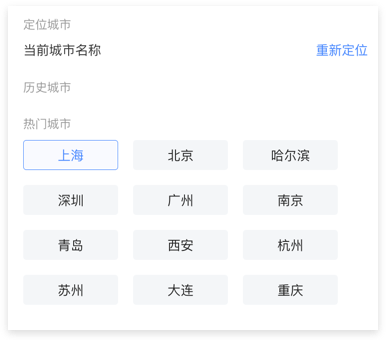 定位城市
当前城市名称 重新定位
历史城市
热门城市
上海 北京 哈尔滨
深圳 广州 南京
青岛 西安 杭州
苏州 大连 重庆